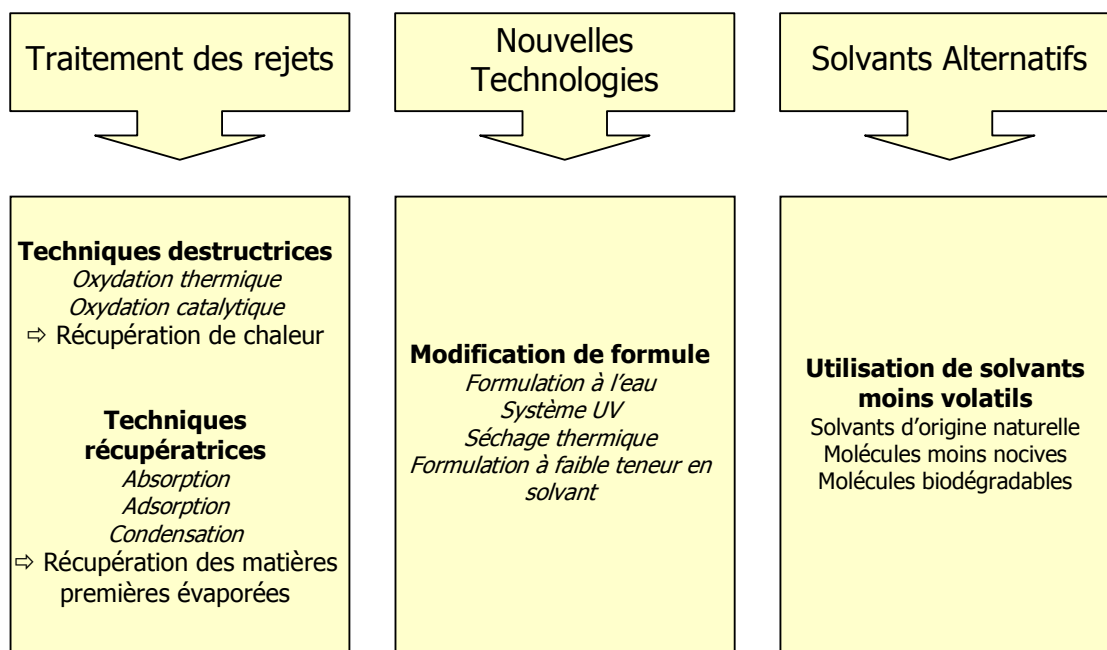 Traitement des rejets
Nouvelles
Technologies
Solvants Alternatifs
Techniques destructrices
Oxydation thermique
Oxydation catalytique
⇨ Récupération de chaleur
Techniques
récupératrices
Absorption
Adsorption
Condensation
⇨ Récupération des matières
premières évaporées
Modification de formule
Formulation à l'eau
Système UV
Séchage thermique
Formulation à faible teneur en
solvant
Utilisation de solvants
moins volatils
Solvants d'origine naturelle
Molécules moins nocives
Molécules biodégradables